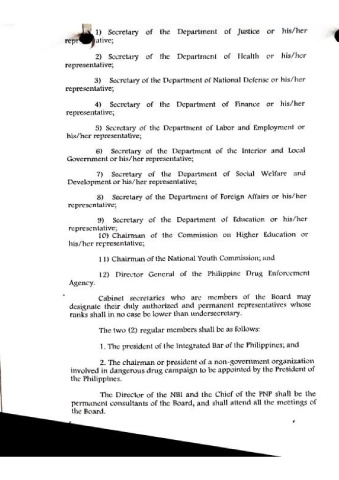 1) Secretary of the Department of Justice or his/her
ative;
2) Secretary of the Department of Health or his/her
representative;
3) Secretary of the Department of National Defense or his/her
representative;
4) Secretary of the Department of Finance or his/her
representative;
5) Secretary of the Department of Labor and Employment or
his/her representative;
6) Secretary of the Department of the Interior and Local
Government or his/her representative;
7) Secretary of the Department of Social Welfare and
Development or his/her representative;
8) Secretary of the Department of Foreign Affairs or his/her
representative;
9) Secretary of the Department of Education or his/her
representative;
10) Chairman of the Commission on Higher Education or
his/her representative;
11) Chairman of the National Youth Commission; and
12) Director General of the Philippine Drug Enforcement
Agency.
Cabinet secretaries who are members of the Board may
designate their duly authorized and permanent representatives whose
ranks shall in no case be lower than undersecretary.
The two (2) regular members shall be as follows:
1. The president of the Integrated Bar of the Philippines; and
2. The chairman or president of a non-government organization
involved in dangerous drug campaign to be appointed by the President of
the Philippines.
The Director of the NBI and the Chief of the PNP shall be the
permanent consultants of the Board, and shall attend all the meetings of
the Board.